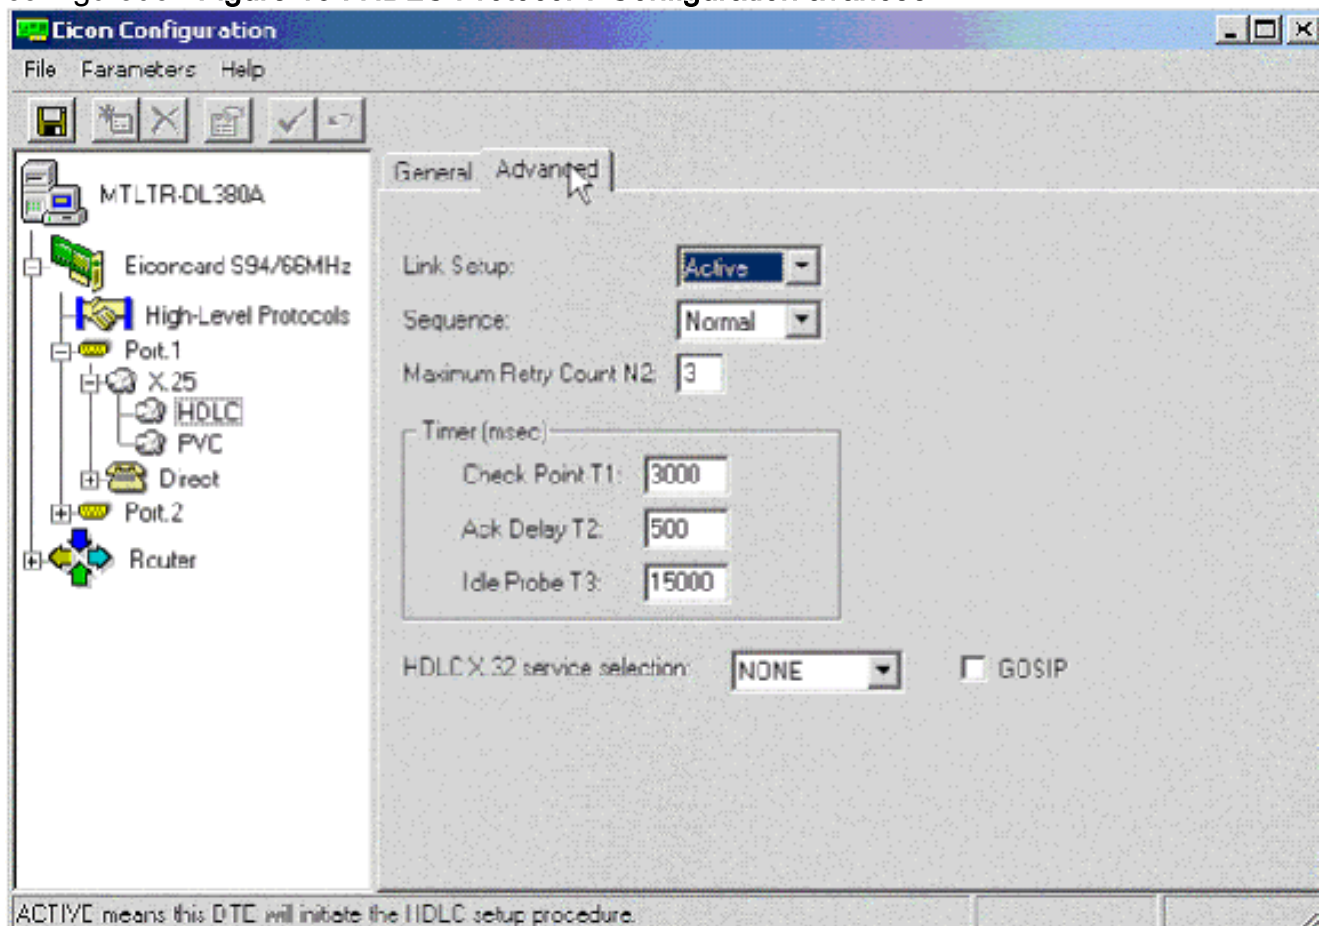 Eicon Configuration
File Parameters Help
MTLTR-DL380A
Eiconcard S94/66MHz
High-Level Protocols
Port.1
X.25
HDLC
PVC
Direct
Port.2
Router
General Advanced
Link Setup: Active
Sequence: Normal
Maximum Retry Count N2: 3
Timer (msec)
Check Point T1: 3000
Ack Delay T2: 500
Idle Probe T3: 15000
HDLC X.32 service selection: NONE GOSIP
ACTIVE means this DTE will initiate the HDLC setup procedure.